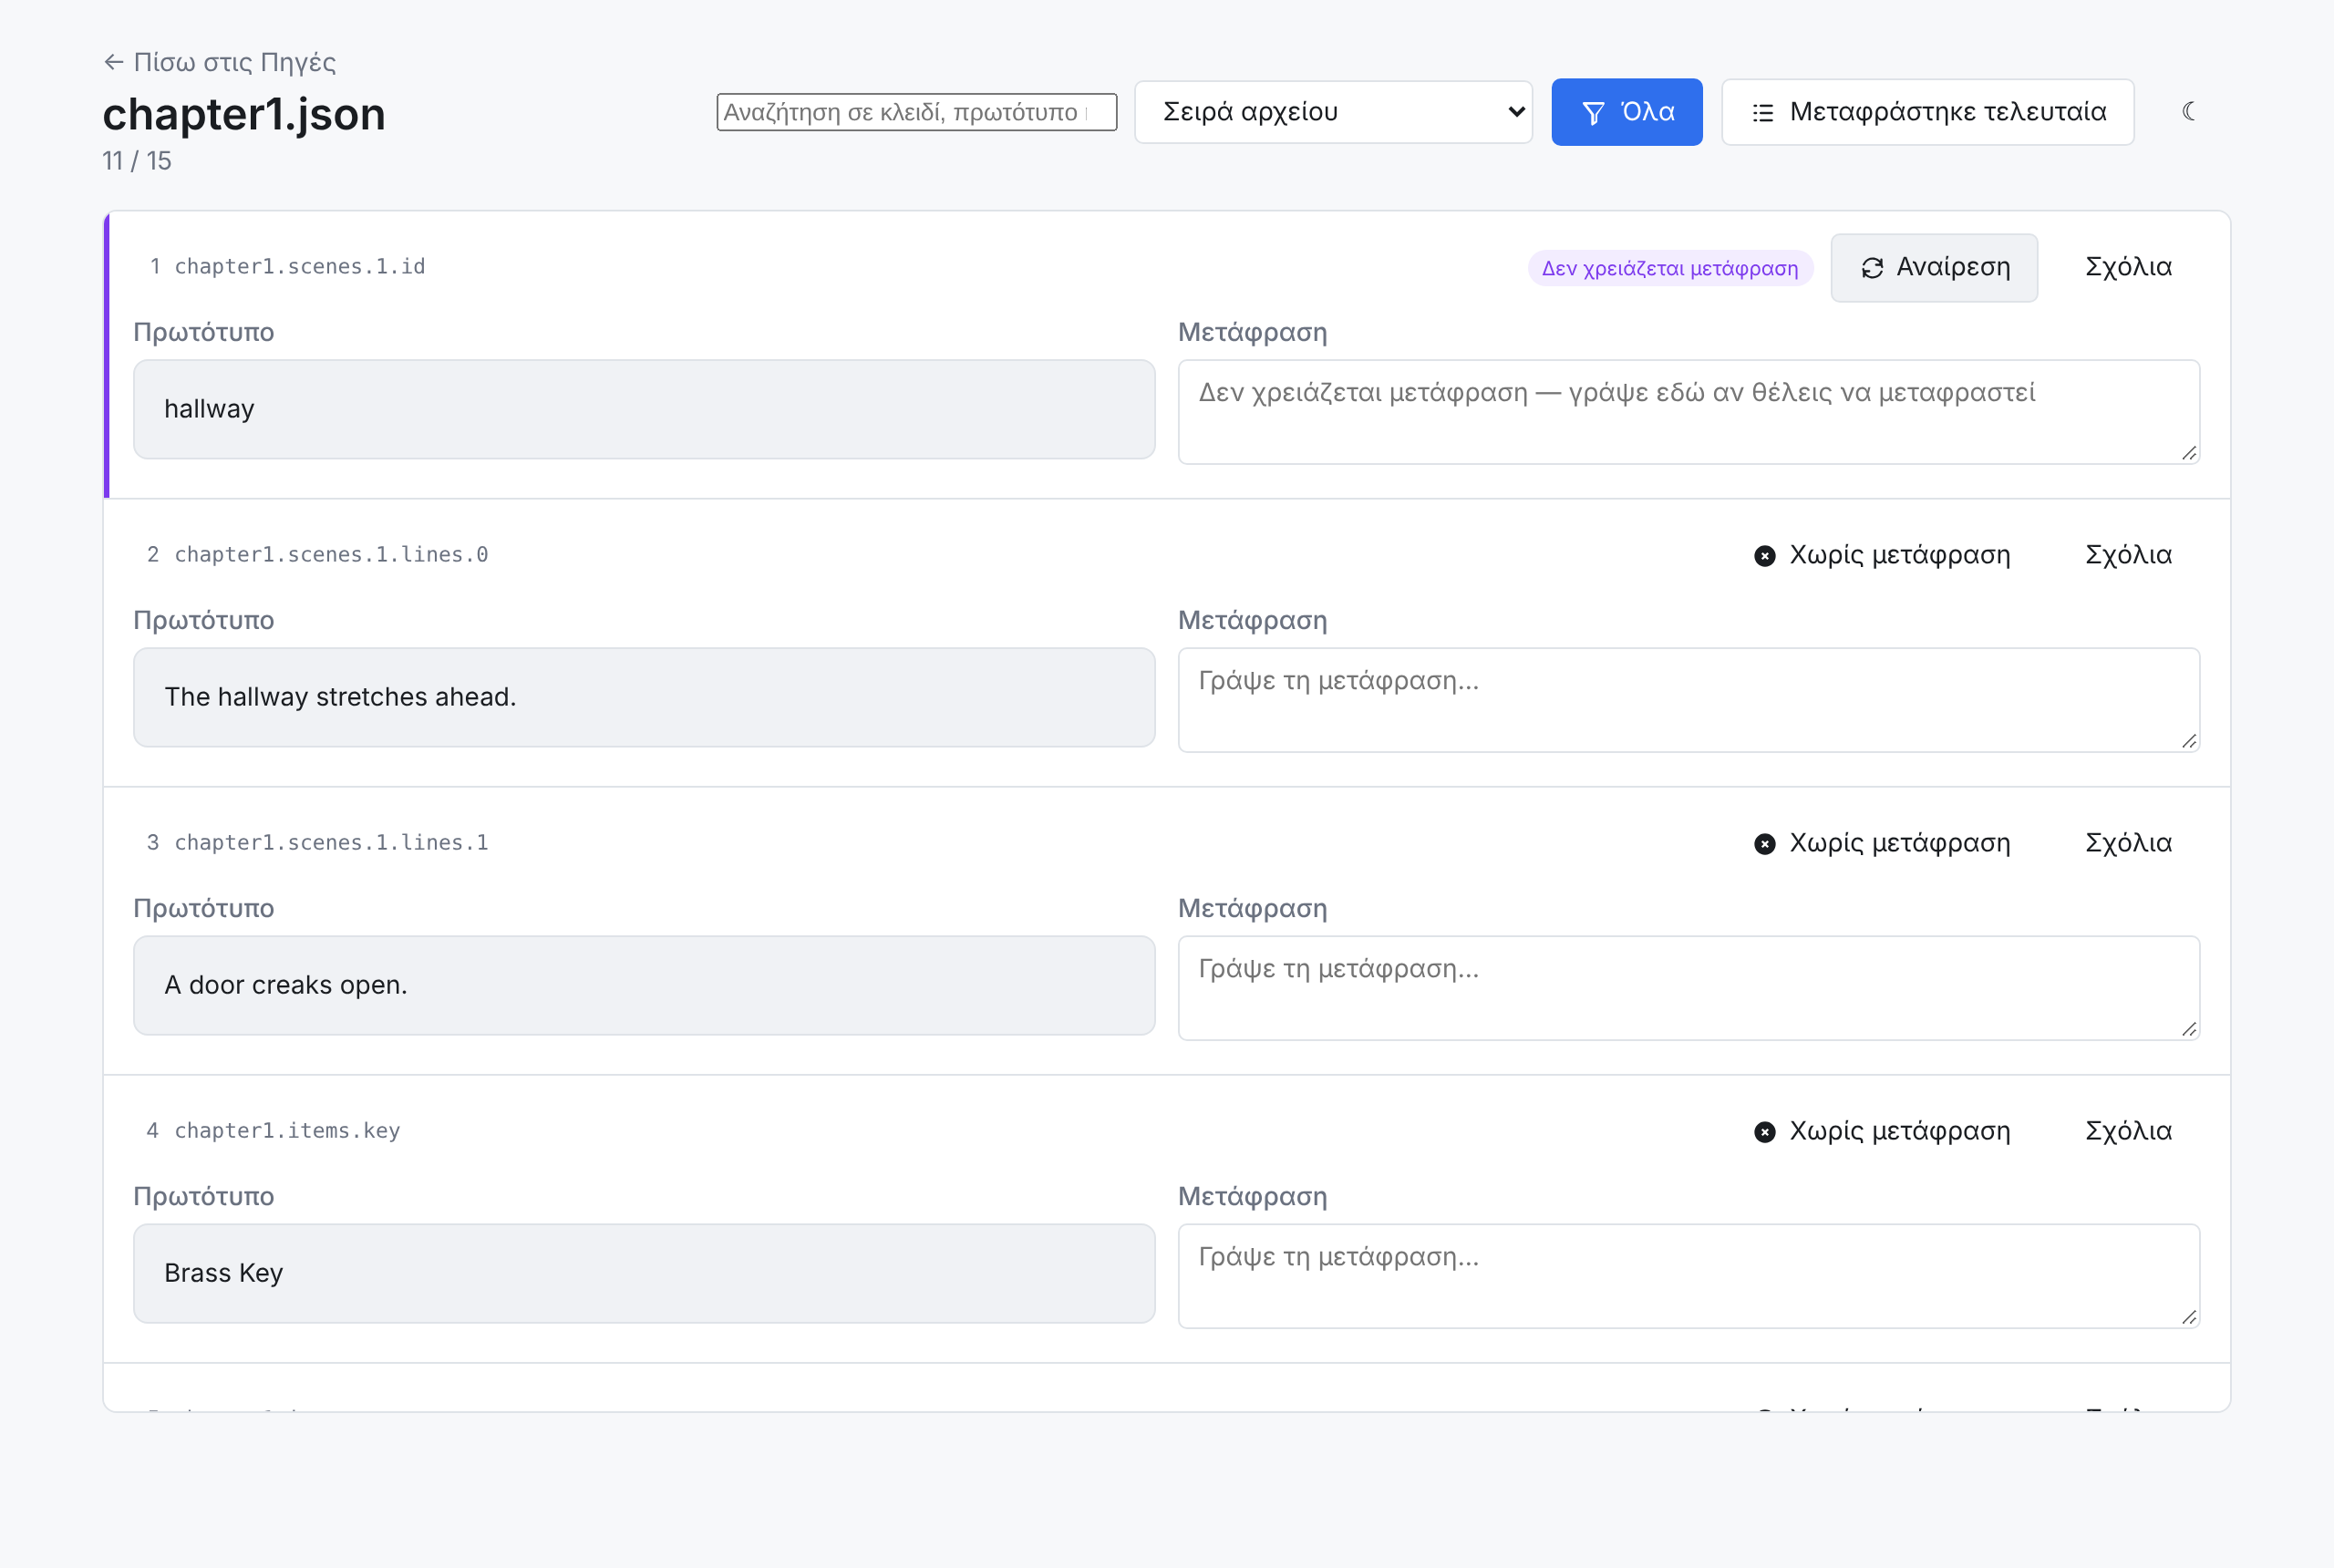 ← Πίσω στις Πηγές
chapter1.json
11 / 15
Αναζήτηση σε κλειδί, πρωτότυπο
Σειρά αρχείου
Όλα
Μεταφράστηκε τελευταία
1 chapter1.scenes.1.id
Δεν χρειάζεται μετάφραση
Αναίρεση
Σχόλια
Πρωτότυπο
Μετάφραση
hallway
Δεν χρειάζεται μετάφραση — γράψε εδώ αν θέλεις να μεταφραστεί
2 chapter1.scenes.1.lines.0
Χωρίς μετάφραση
Σχόλια
Πρωτότυπο
Μετάφραση
The hallway stretches ahead.
Γράψε τη μετάφραση...
3 chapter1.scenes.1.lines.1
Χωρίς μετάφραση
Σχόλια
Πρωτότυπο
Μετάφραση
A door creaks open.
Γράψε τη μετάφραση...
4 chapter1.items.key
Χωρίς μετάφραση
Σχόλια
Πρωτότυπο
Μετάφραση
Brass Key
Γράψε τη μετάφραση...